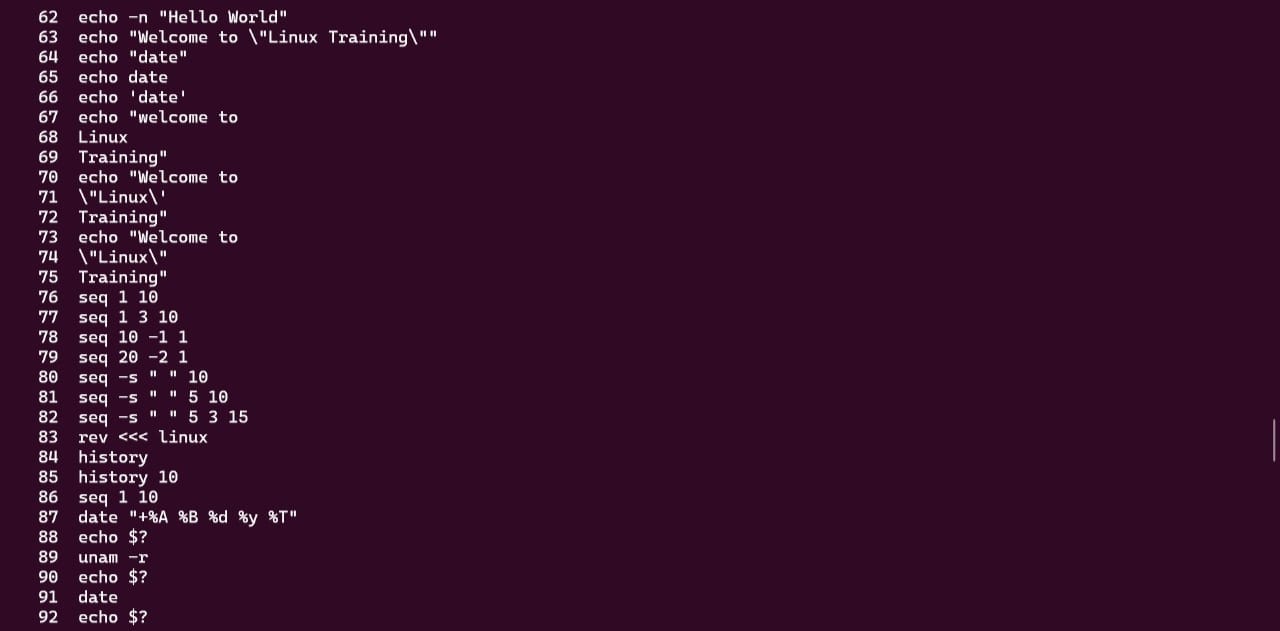 62 echo -n "Hello World"
63 echo "Welcome to \"Linux Training\""
64 echo "date"
65 echo date
66 echo 'date'
67 echo "welcome to
68 Linux
69 Training"
70 echo "Welcome to
71 \"Linux\'
72 Training"
73 echo "Welcome to
74 \"Linux\"
75 Training"
76 seq 1 10
77 seq 1 3 10
78 seq 10 -1 1
79 seq 20 -2 1
80 seq -s " " 10
81 seq -s " " 5 10
82 seq -s " " 5 3 15
83 rev <<< linux
84 history
85 history 10
86 seq 1 10
87 date "+%A %B %d %y %T"
88 echo $?
89 unam -r
90 echo $?
91 date
92 echo $?